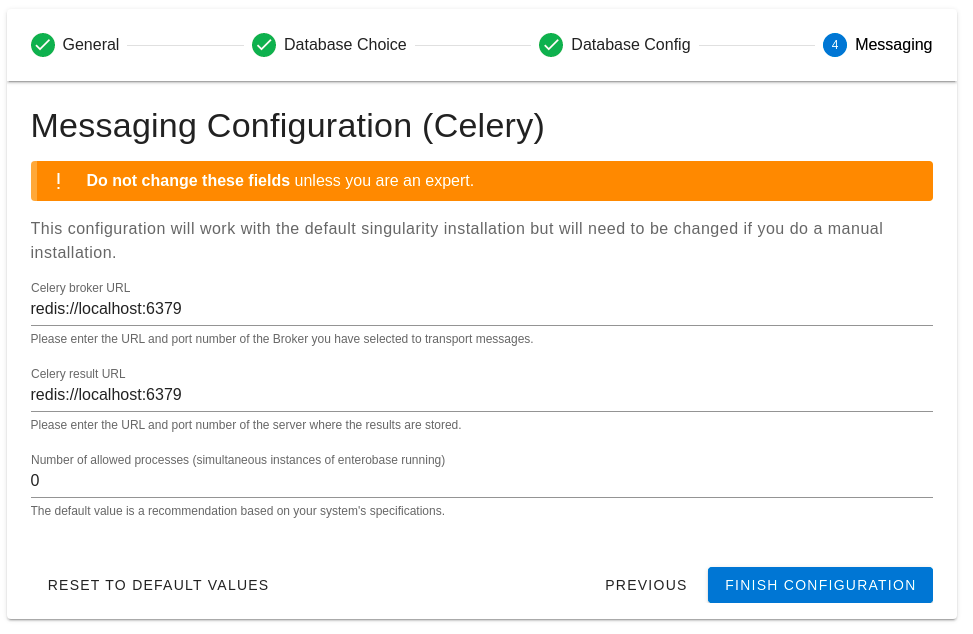 General
Database Choice
Database Config
4 Messaging
Messaging Configuration (Celery)
! Do not change these fields unless you are an expert.
This configuration will work with the default singularity installation but will need to be changed if you do a manual
installation.
Celery broker URL
redis://localhost:6379
Please enter the URL and port number of the Broker you have selected to transport messages.
Celery result URL
redis://localhost:6379
Please enter the URL and port number of the server where the results are stored.
Number of allowed processes (simultaneous instances of enterobase running)
0
The default value is a recommendation based on your system's specifications.
RESET TO DEFAULT VALUES
PREVIOUS
FINISH CONFIGURATION